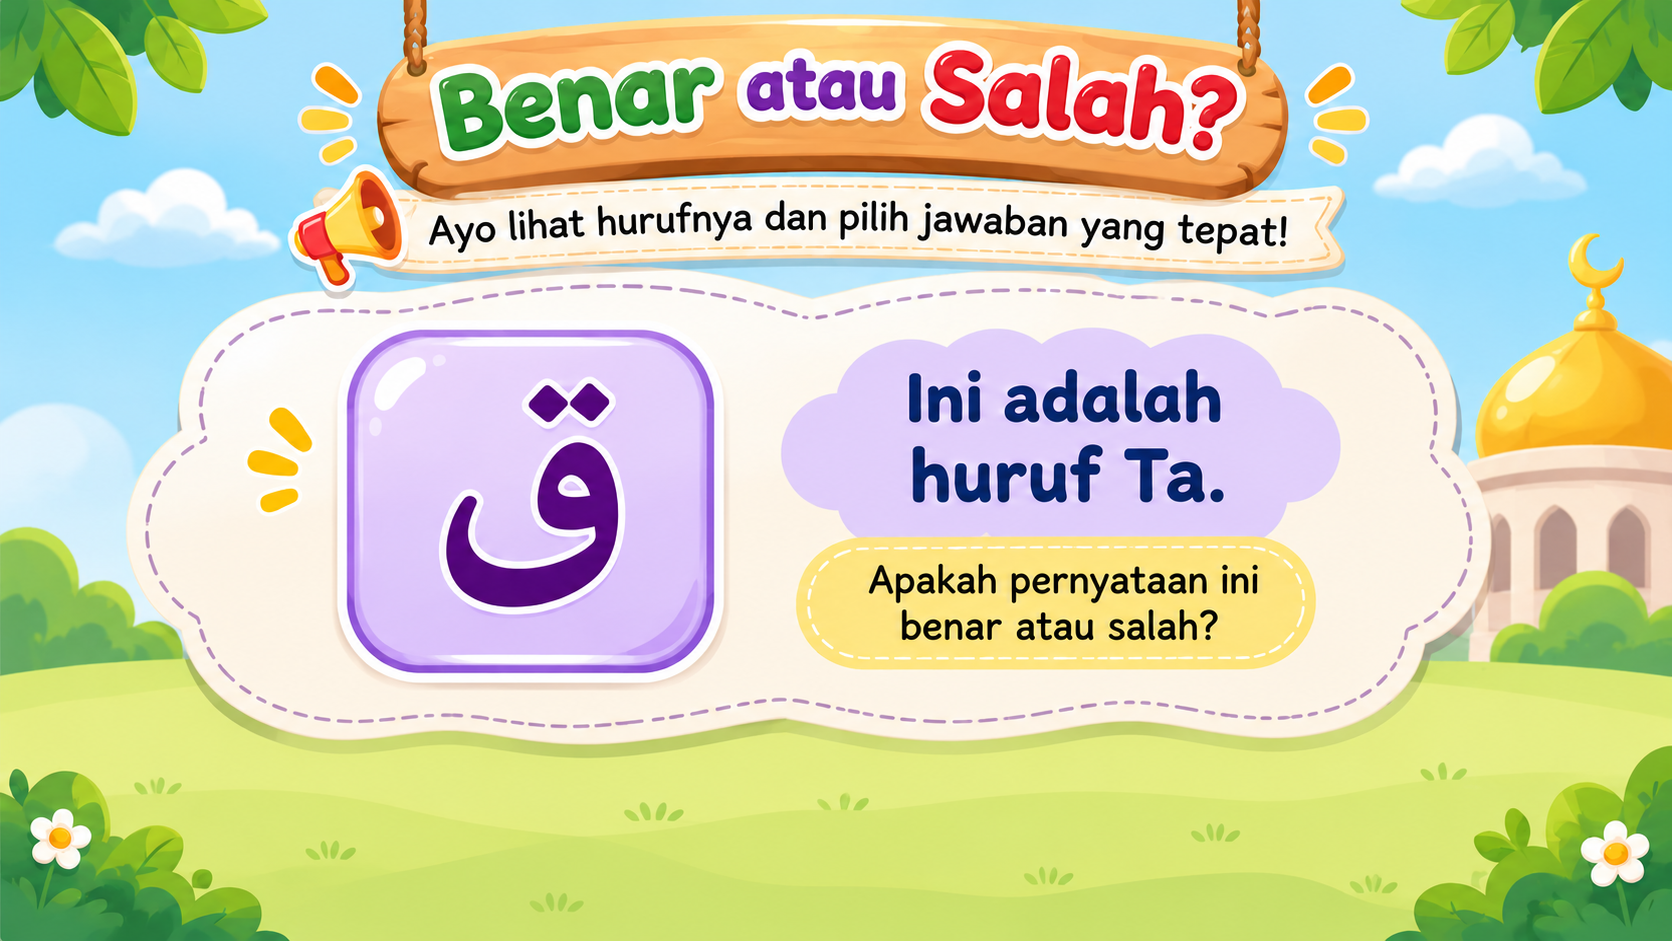 Benar atau Salah?
Ayo lihat hurufnya dan pilih jawaban yang tepat!
ق
Ini adalah
huruf Ta.
Apakah pernyataan ini
benar atau salah?